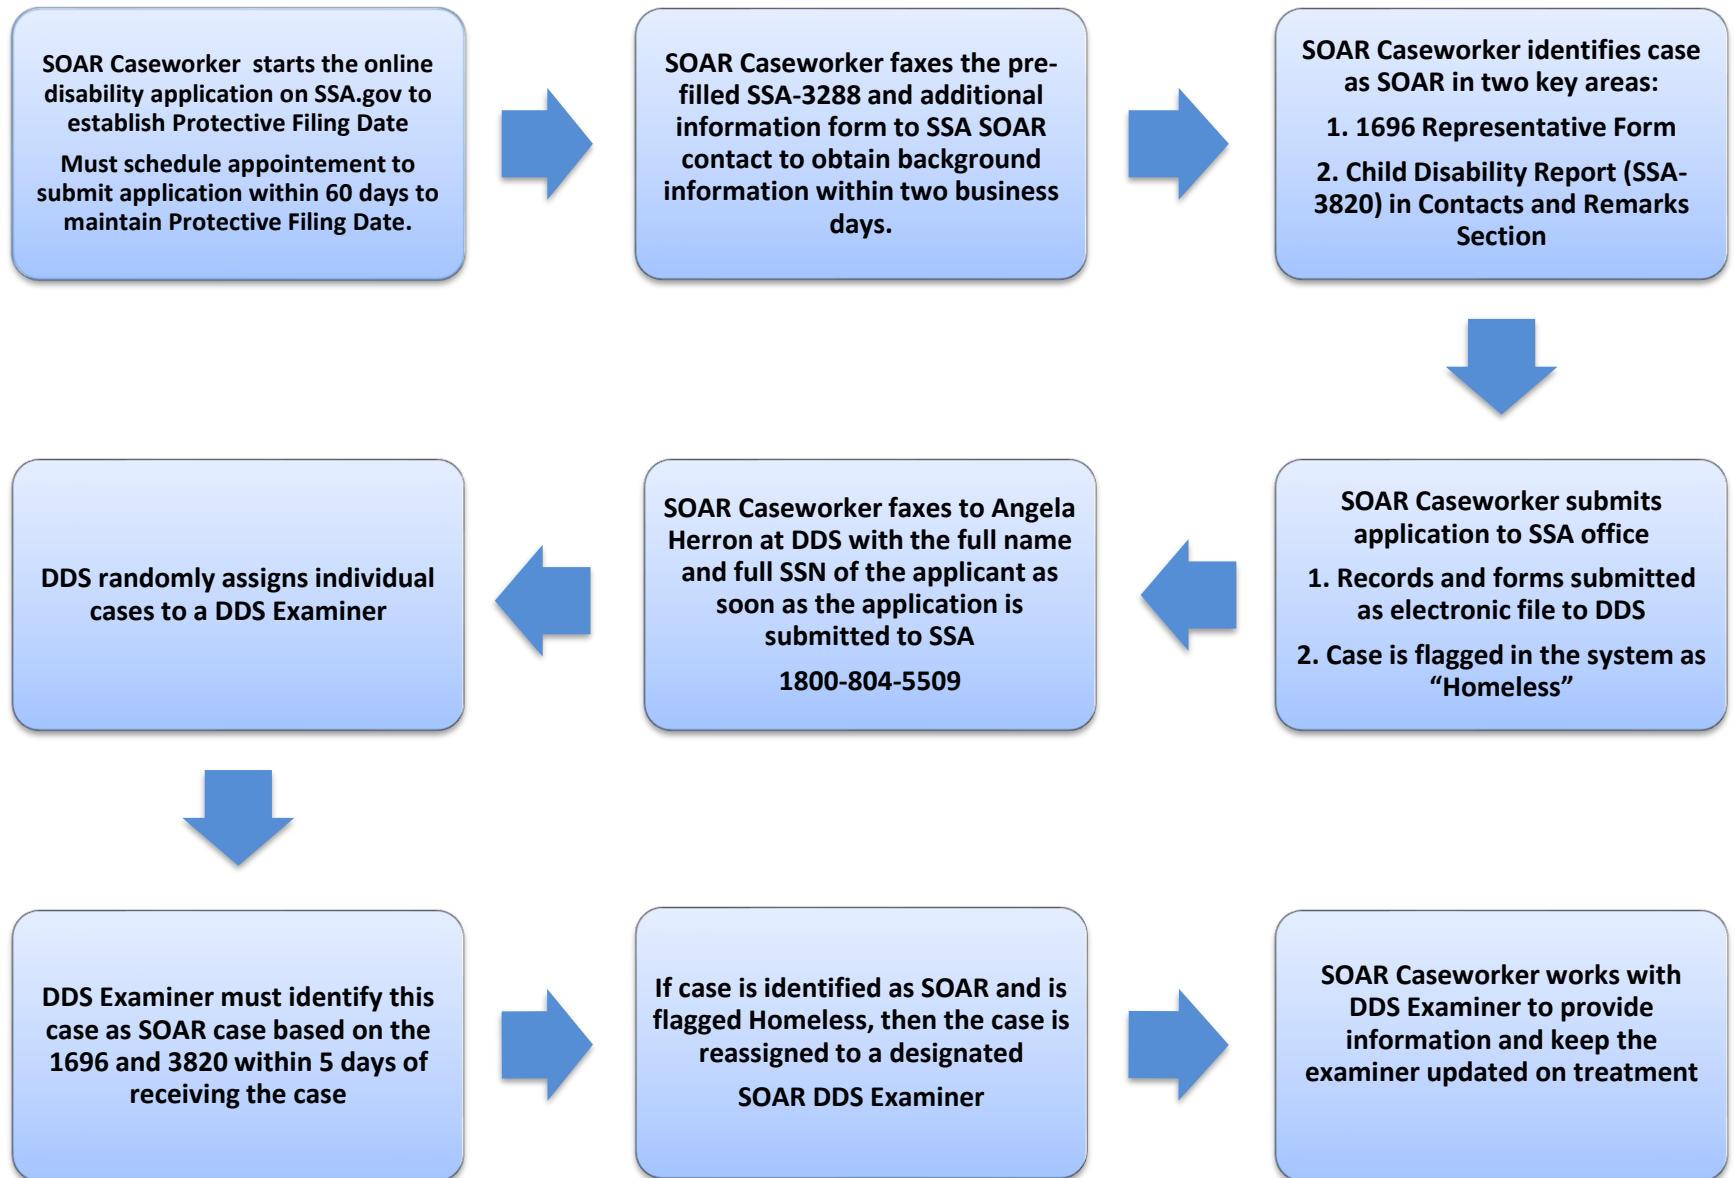 SOAR Caseworker  starts the online
disability application on SSA.gov to
establish Protective Filing Date
Must schedule appointement to
submit application within 60 days to
maintain Protective Filing Date.
SOAR Caseworker faxes the pre-
filled SSA-3288 and additional
information form to SSA SOAR
contact to obtain background
information within two business
days.
SOAR Caseworker identifies case
as SOAR in two key areas:
1. 1696 Representative Form
2. Child Disability Report (SSA-
3820) in Contacts and Remarks
Section
SOAR Caseworker submits
application to SSA office
1. Records and forms submitted
as electronic file to DDS
2. Case is flagged in the system as
“Homeless”
SOAR Caseworker faxes to Angela
Herron at DDS with the full name
and full SSN of the applicant as
soon as the application is
submitted to SSA
1800-804-5509
DDS randomly assigns individual
cases to a DDS Examiner
DDS Examiner must identify this
case as SOAR case based on the
1696 and 3820 within 5 days of
receiving the case
If case is identified as SOAR and is
flagged Homeless, then the case is
reassigned to a designated
SOAR DDS Examiner
SOAR Caseworker works with
DDS Examiner to provide
information and keep the
examiner updated on treatment